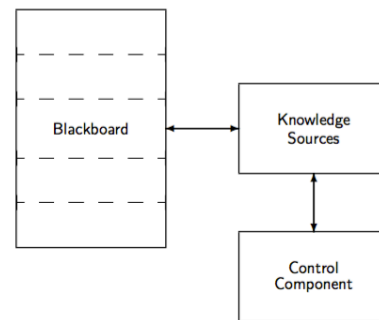 Blackboard
Knowledge
Sources
Control
Component